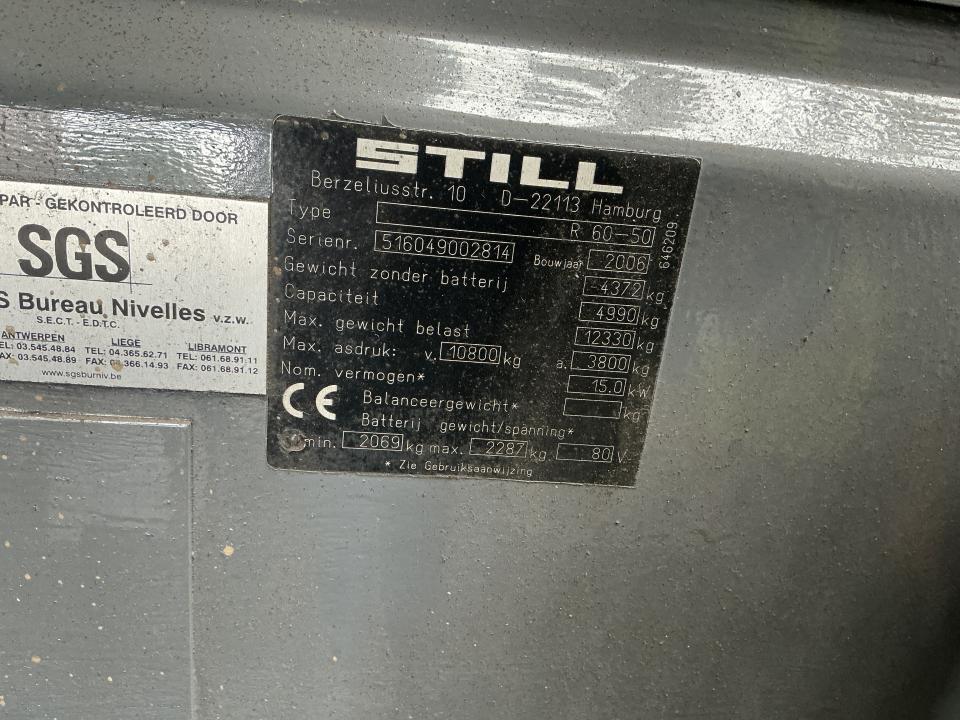 PAR - GEKONTROLEERD DOOR
SGS
S Bureau Nivelles v.z.w.
S.E.C.T. - E.D.T.C.
ANTWERPEN LIEGE LIBRAMONT
TEL: 03.545.48.84 TEL: 04.365.62.71 TEL: 061.68.91.11
FAX: 03.545.48.89 FAX: 04.366.14.93 FAX: 061.68.91.12
www.sgsburniv.be
STILL
Berzeliusstr. 10 D-22113 Hamburg
Type R 60-50
Serienr. 516049002814 Bouwjaar 2006
Gewicht zonder batterij 4372 kg
Capaciteit 4990 kg
Max. gewicht belast 12330 kg
Max. asdruk: v. 10800 kg a. 3800 kg
Nom. vermogen* 15.0 kW
CE Balanceergewicht* kg
Batterij gewicht/spanning*
min. 2069 kg max. 2287 kg 80 V
* Zie Gebruiksaanwijzing
646209